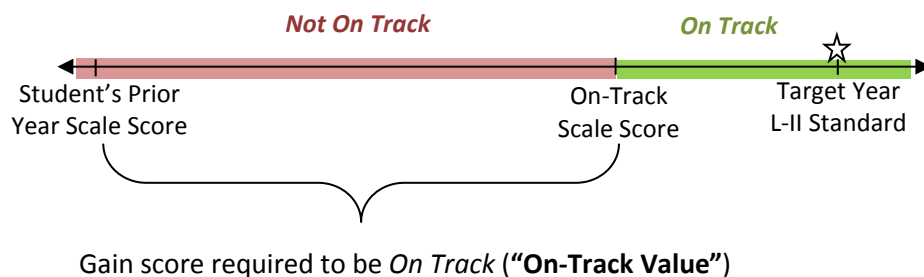 Not On Track
On Track
Student's Prior
Year Scale Score
On-Track
Scale Score
Target Year
L-II Standard
Gain score required to be On Track (“On-Track Value”)